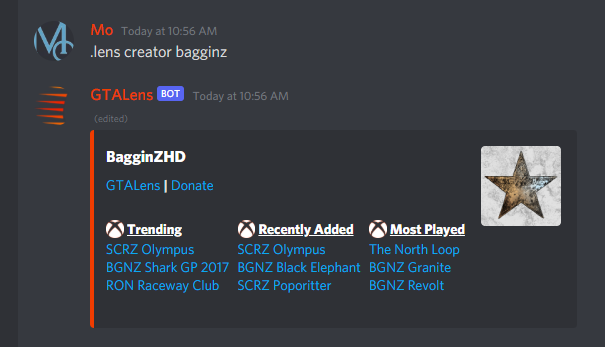 Mo Today at 10:56 AM
.lens creator bagginz
GTALens BOT Today at 10:56 AM
(edited)
BagginZHD
GTALens | Donate
Trending Recently Added Most Played
SCRZ Olympus SCRZ Olympus The North Loop
BGNZ Shark GP 2017 BGNZ Black Elephant BGNZ Granite
RON Raceway Club SCRZ Poporitter BGNZ Revolt